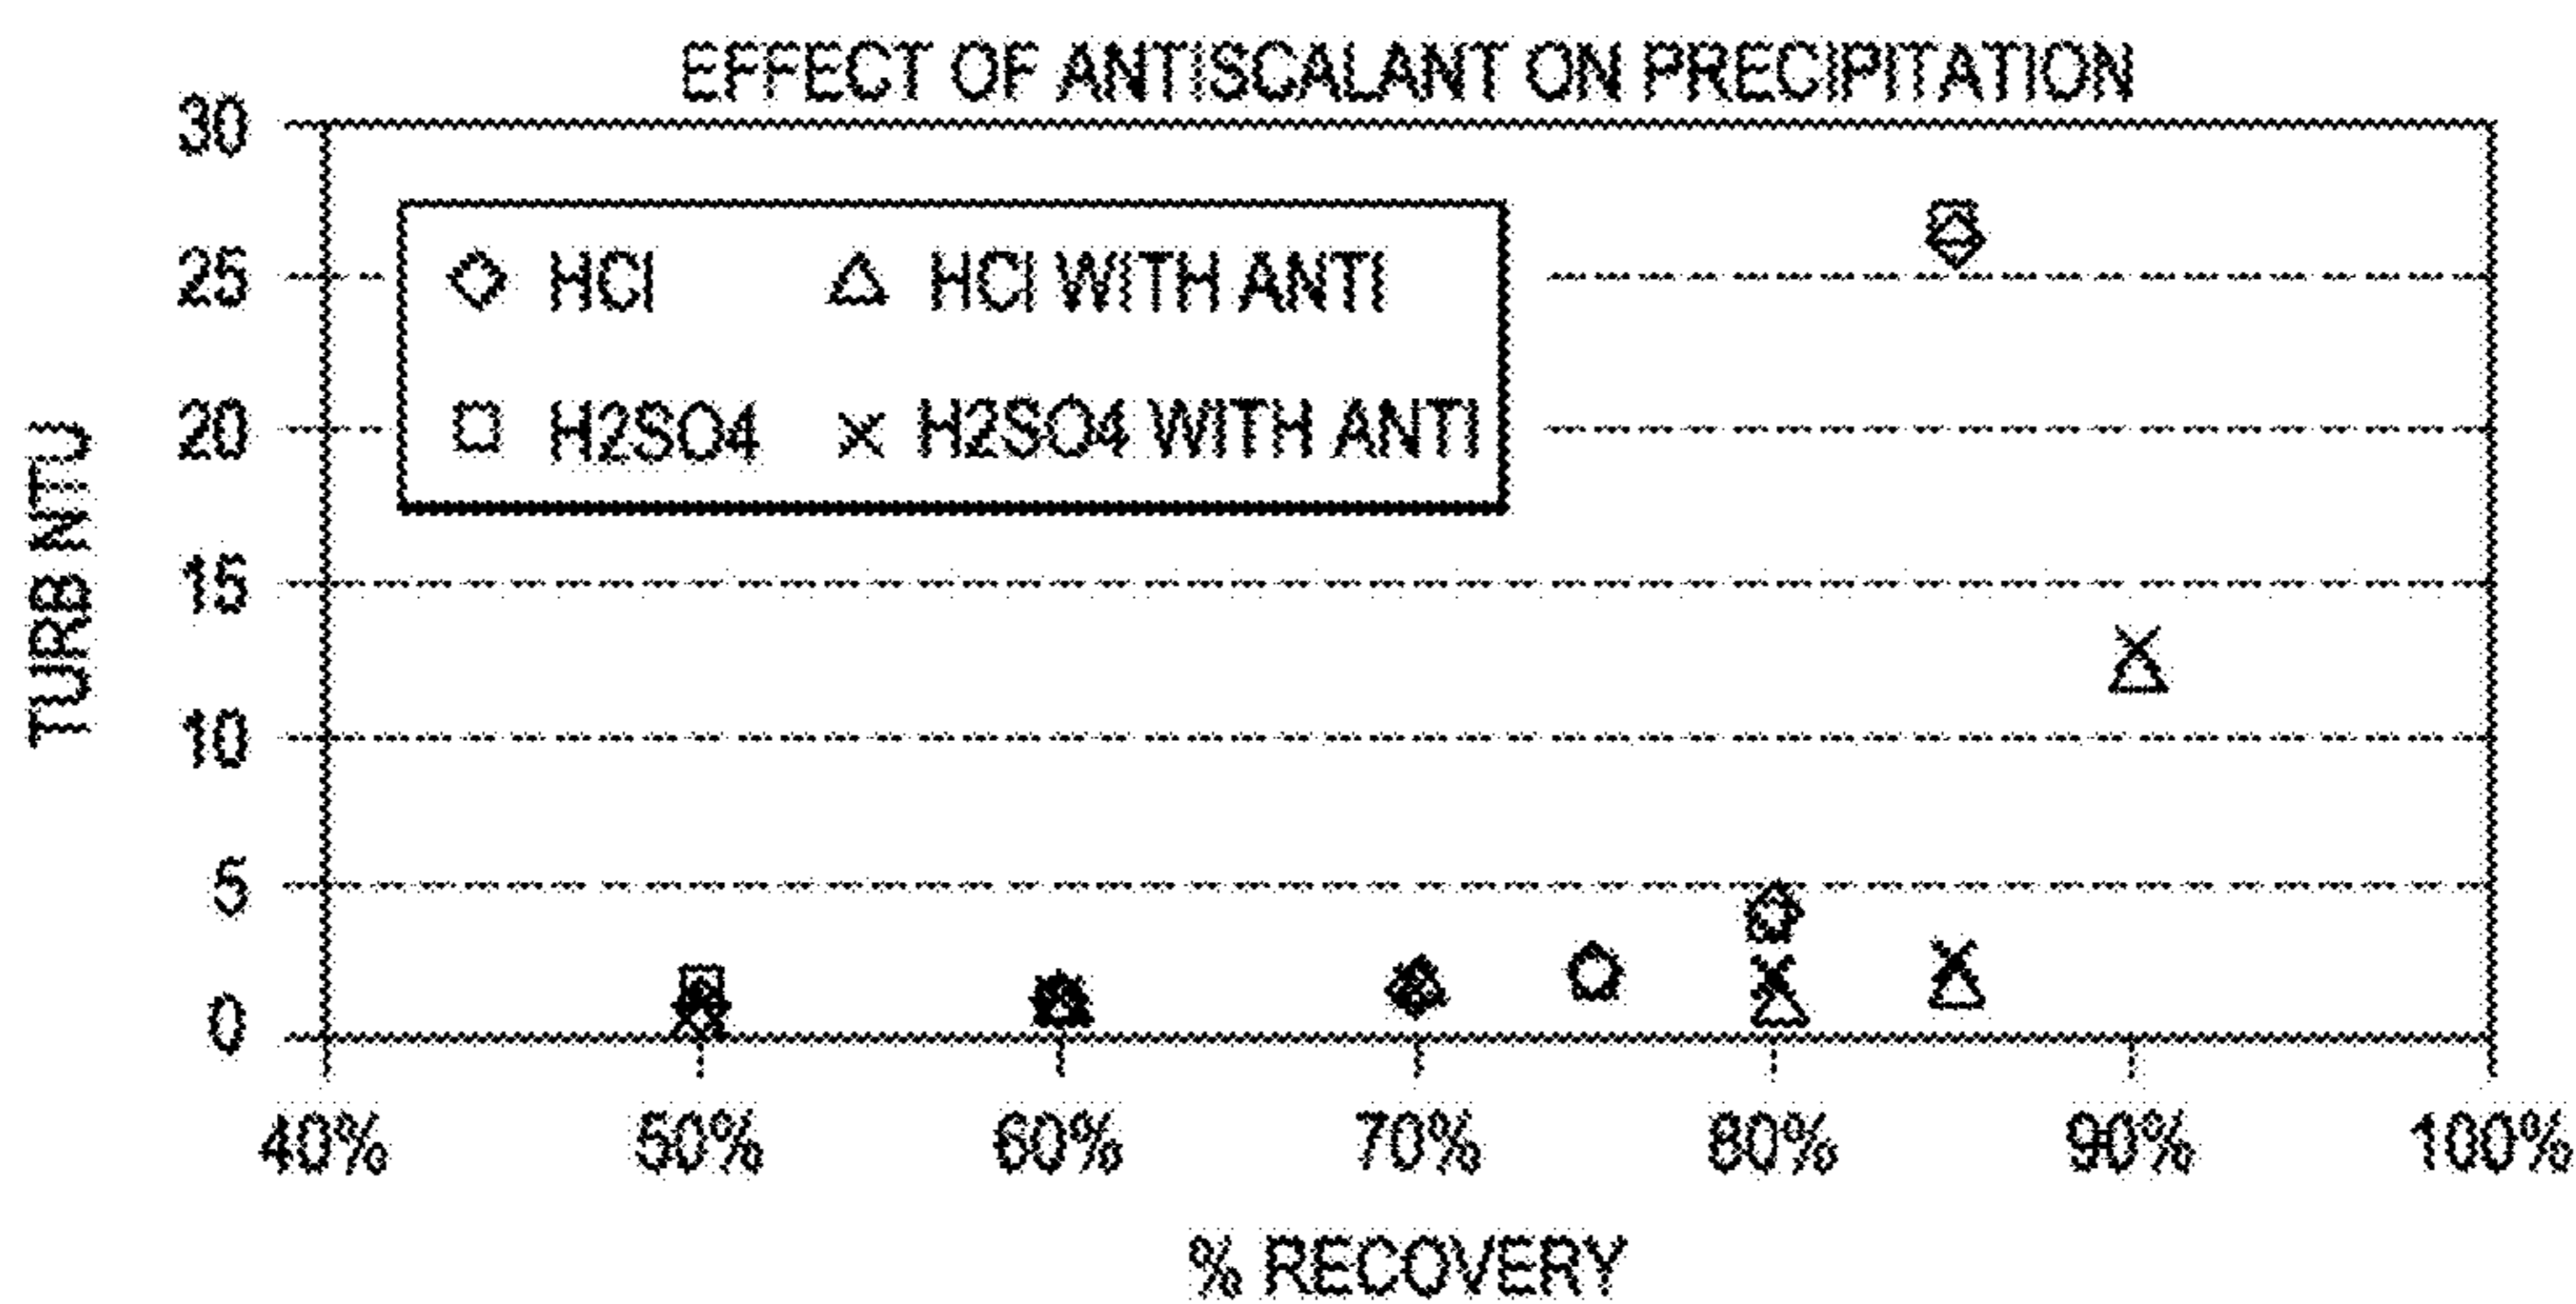 EFFECT OF ANTISCALANT ON PRECIPITATION
30
25
20
15
10
5
0
TURB NTU
HCl
HCl WITH ANTI
H2SO4
H2SO4 WITH ANTI
40% 50% 60% 70% 80% 90% 100%
% RECOVERY